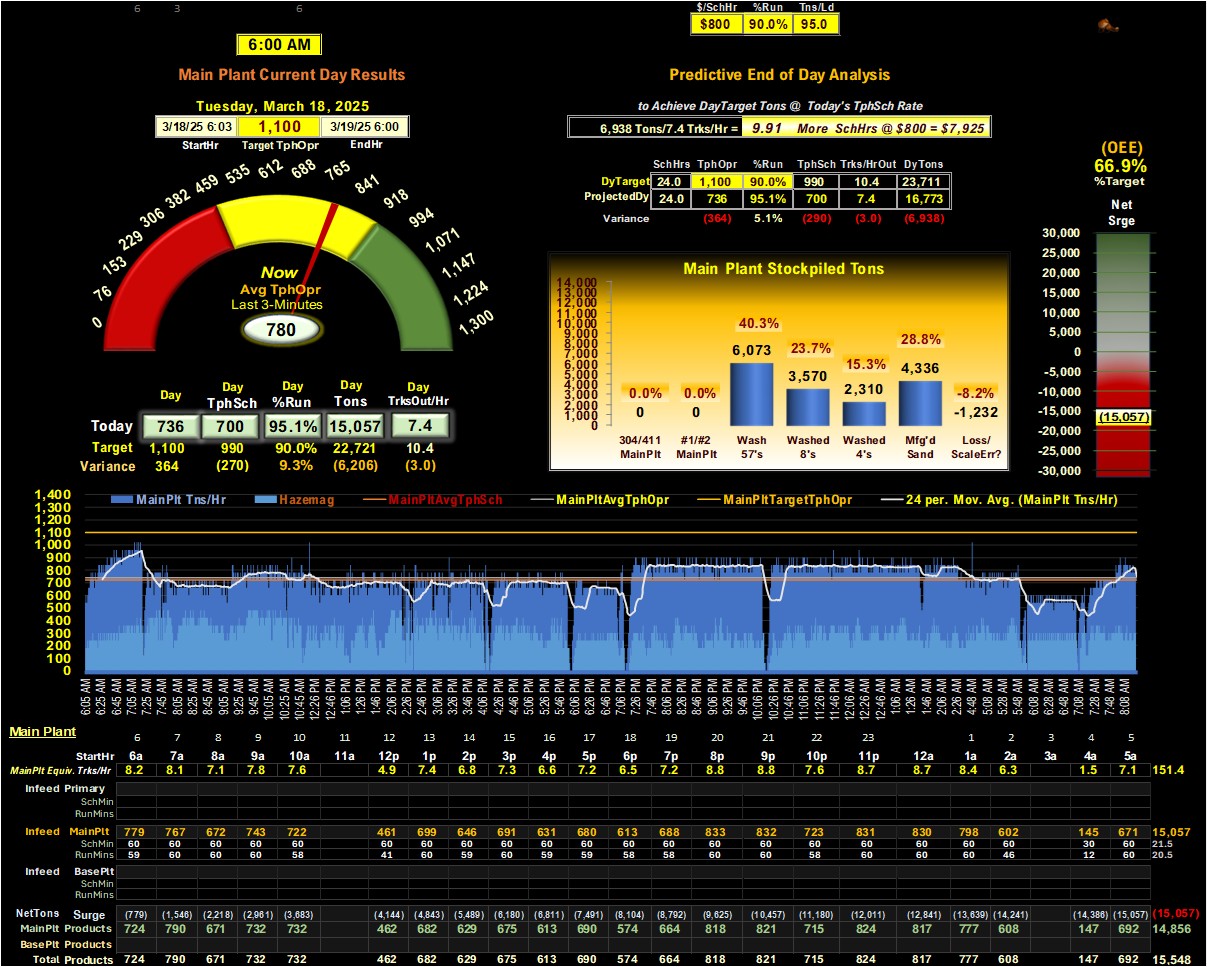 6 3 6
$/SchHr %Run Tns/Ld
$800 90.0% 95.0
6:00 AM
Main Plant Current Day Results
Predictive End of Day Analysis
Tuesday, March 18, 2025
to Achieve DayTarget Tons @ Today's TphSch Rate
3/18/25 6:03 1,100 3/19/25 6:00
StartHr Target TphOpr EndHr
6,938 Tons/7.4 Trks/Hr = 9.91 More SchHrs @ $800 = $7,925
(OEE)
66.9%
%Target
Net
Srge
SchHrs TphOpr %Run TphSch Trks/HrOut DyTons
DyTarget 24.0 1,100 90.0% 990 10.4 23,711
ProjectedDy 24.0 736 95.1% 700 7.4 16,773
Variance (364) 5.1% (290) (3.0) (6,938)
0
76
153
229
306
382
459
535
612
688
765
841
918
994
1,071
1,147
1,224
1,300
Now
Avg TphOpr
Last 3-Minutes
780
Main Plant Stockpiled Tons
14,000
13,000
12,000
11,000
10,000
9,000
8,000
7,000
6,000
5,000
4,000
3,000
2,000
1,000
0
0.0% 0.0% 40.3% 23.7% 15.3% 28.8% -8.2%
0 0 6,073 3,570 2,310 4,336 -1,232
304/411 #1/#2 Wash Washed Washed Mfg'd Loss/
MainPlt MainPlt 57's 8's 4's Sand ScaleErr?
30,000
25,000
20,000
15,000
10,000
5,000
0
-5,000
-10,000
-15,000
(15,057)
-20,000
-25,000
-30,000
Day Day Day Day Day
TphSch %Run Tons TrksOut/Hr
Today 736 700 95.1% 15,057 7.4
Target 1,100 990 90.0% 22,721 10.4
Variance 364 (270) 9.3% (6,206) (3.0)
MainPlt Tns/Hr Hazemag MainPltAvgTphSch MainPltAvgTphOpr MainPltTargetTphOpr 24 per. Mov. Avg. (MainPlt Tns/Hr)
1,400
1,300
1,200
1,100
1,000
900
800
700
600
500
400
300
200
100
0
6:05 AM 6:25 AM 6:45 AM 7:05 AM 7:25 AM 7:45 AM 8:05 AM 8:25 AM 8:45 AM 9:05 AM 9:25 AM 9:45 AM 10:05 AM 10:25 AM 10:45 AM 12:26 PM 12:46 PM 1:06 PM 1:26 PM 1:46 PM 2:06 PM 2:26 PM 2:46 PM 3:06 PM 3:26 PM 3:46 PM 4:06 PM 4:26 PM 4:46 PM 5:06 PM 5:26 PM 5:46 PM 6:06 PM 6:26 PM 6:46 PM 7:06 PM 7:26 PM 7:46 PM 8:06 PM 8:26 PM 8:46 PM 9:06 PM 9:26 PM 9:46 PM 10:06 PM 10:26 PM 10:46 PM 11:06 PM 11:26 PM 11:46 PM 12:06 AM 12:26 AM 12:46 AM 1:06 AM 1:26 AM 1:46 AM 2:08 AM 4:28 AM 4:48 AM 5:08 AM 5:28 AM 5:48 AM 6:08 AM 6:28 AM 6:48 AM 7:08 AM 7:28 AM 7:48 AM 8:08 AM
Main Plant
6 7 8 9 10 11 12 13 14 15 16 17 18 19 20 21 22 23 1 2 3 4 5
StartHr 6a 7a 8a 9a 10a 11a 12p 1p 2p 3p 4p 5p 6p 7p 8p 9p 10p 11p 12a 1a 2a 3a 4a 5a
MainPlt Equiv. Trks/Hr 8.2 8.1 7.1 7.8 7.6 4.9 7.4 6.8 7.3 6.6 7.2 6.5 7.2 8.8 8.8 7.6 8.7 8.7 8.4 6.3 1.5 7.1 151.4
Infeed Primary
SchMin
RunMins
Infeed MainPlt 779 767 672 743 722 461 699 646 691 631 680 613 688 833 832 723 831 830 798 602 145 671 15,057
SchMin 60 60 60 60 60 60 60 60 60 60 60 60 60 60 60 60 60 60 60 60 30 60 21.5
RunMins 59 60 60 60 58 41 60 60 59 60 59 58 58 60 60 58 60 60 60 46 12 60 20.5
Infeed BasePlt
SchMin
RunMins
NetTons Surge (779) (1,546) (2,218) (2,961) (3,683) (4,144) (4,843) (5,489) (6,180) (6,811) (7,491) (8,104) (8,792) (9,625) (10,457) (11,180) (12,011) (12,841) (13,639) (14,241) (14,386) (15,057) (15,057)
MainPlt Products 724 790 671 732 732 462 682 629 675 613 690 574 664 818 821 715 824 817 777 608 147 692 14,856
BasePlt Products
Total Products 724 790 671 732 732 462 682 629 675 613 690 574 664 818 821 715 824 817 777 608 147 692 15,548